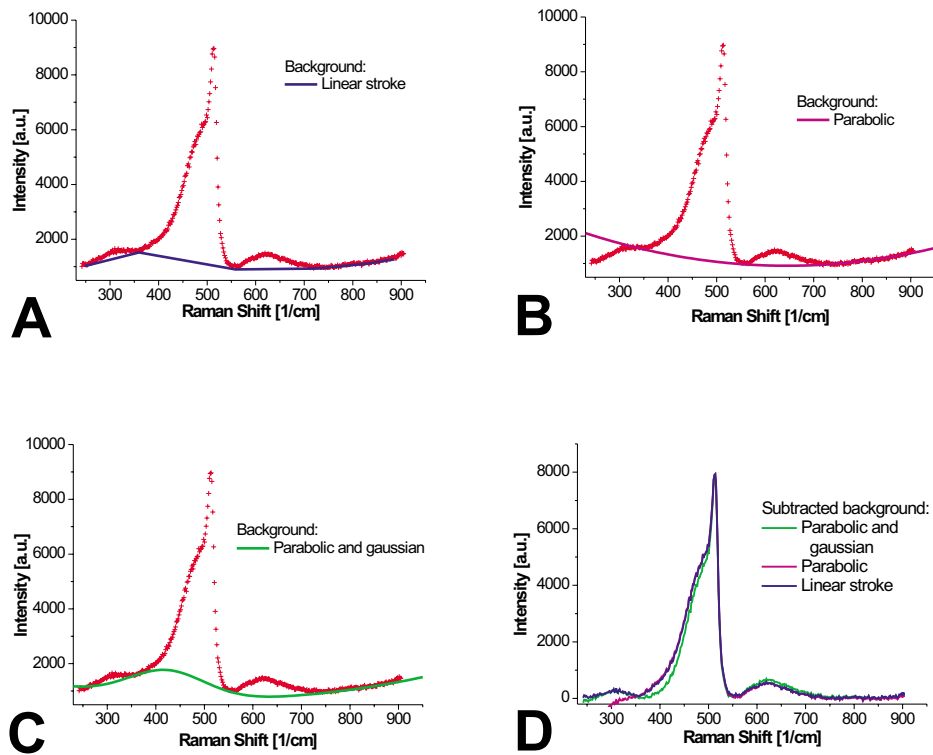 A
10000
8000
6000
4000
2000
Intensity [a.u.]
Background:
Linear stroke
300 400 500 600 700 800 900
Raman Shift [1/cm]
B
10000
8000
6000
4000
2000
Intensity [a.u.]
Background:
Parabolic
300 400 500 600 700 800 900
Raman Shift [1/cm]
C
10000
8000
6000
4000
2000
Intensity [a.u.]
Background:
Parabolic and gaussian
300 400 500 600 700 800 900
Raman Shift [1/cm]
D
8000
6000
4000
2000
0
Intensity [a.u.]
Subtracted background:
Parabolic and
gaussian
Parabolic
Linear stroke
300 400 500 600 700 800 900
Raman Shift [1/cm]